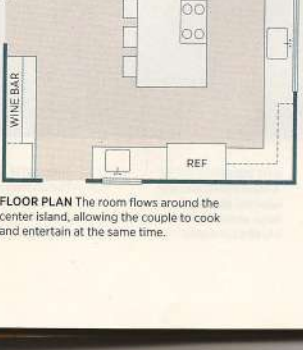 WINE BAR
REF
FLOOR PLAN The room flows around the
center island, allowing the couple to cook
and entertain at the same time.